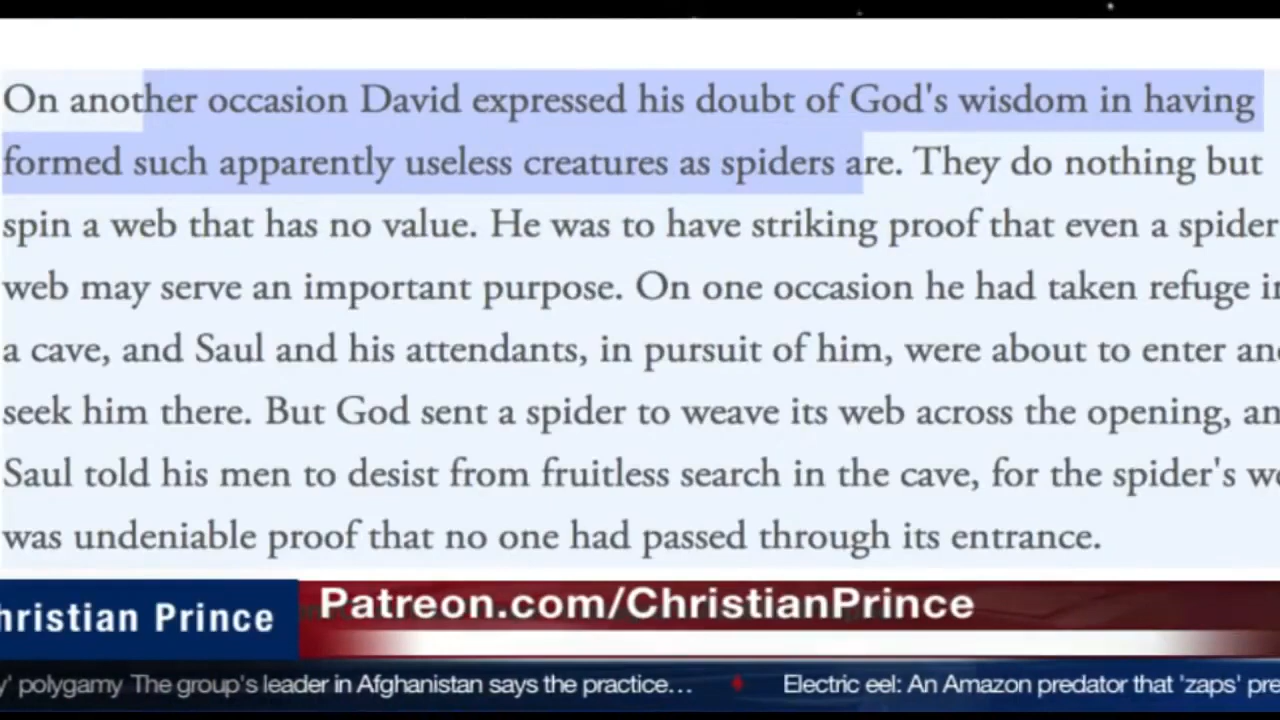 On another occasion David expressed his doubt of God's wisdom in having
formed such apparently useless creatures as spiders are. They do nothing but
spin a web that has no value. He was to have striking proof that even a spider
web may serve an important purpose. On one occasion he had taken refuge in
a cave, and Saul and his attendants, in pursuit of him, were about to enter and
seek him there. But God sent a spider to weave its web across the opening, an
Saul told his men to desist from fruitless search in the cave, for the spider's we
was undeniable proof that no one had passed through its entrance.
hristian Prince
Patreon.com/ChristianPrince
y' polygamy The group's leader in Afghanistan says the practice... Electric eel: An Amazon predator that 'zaps' pre